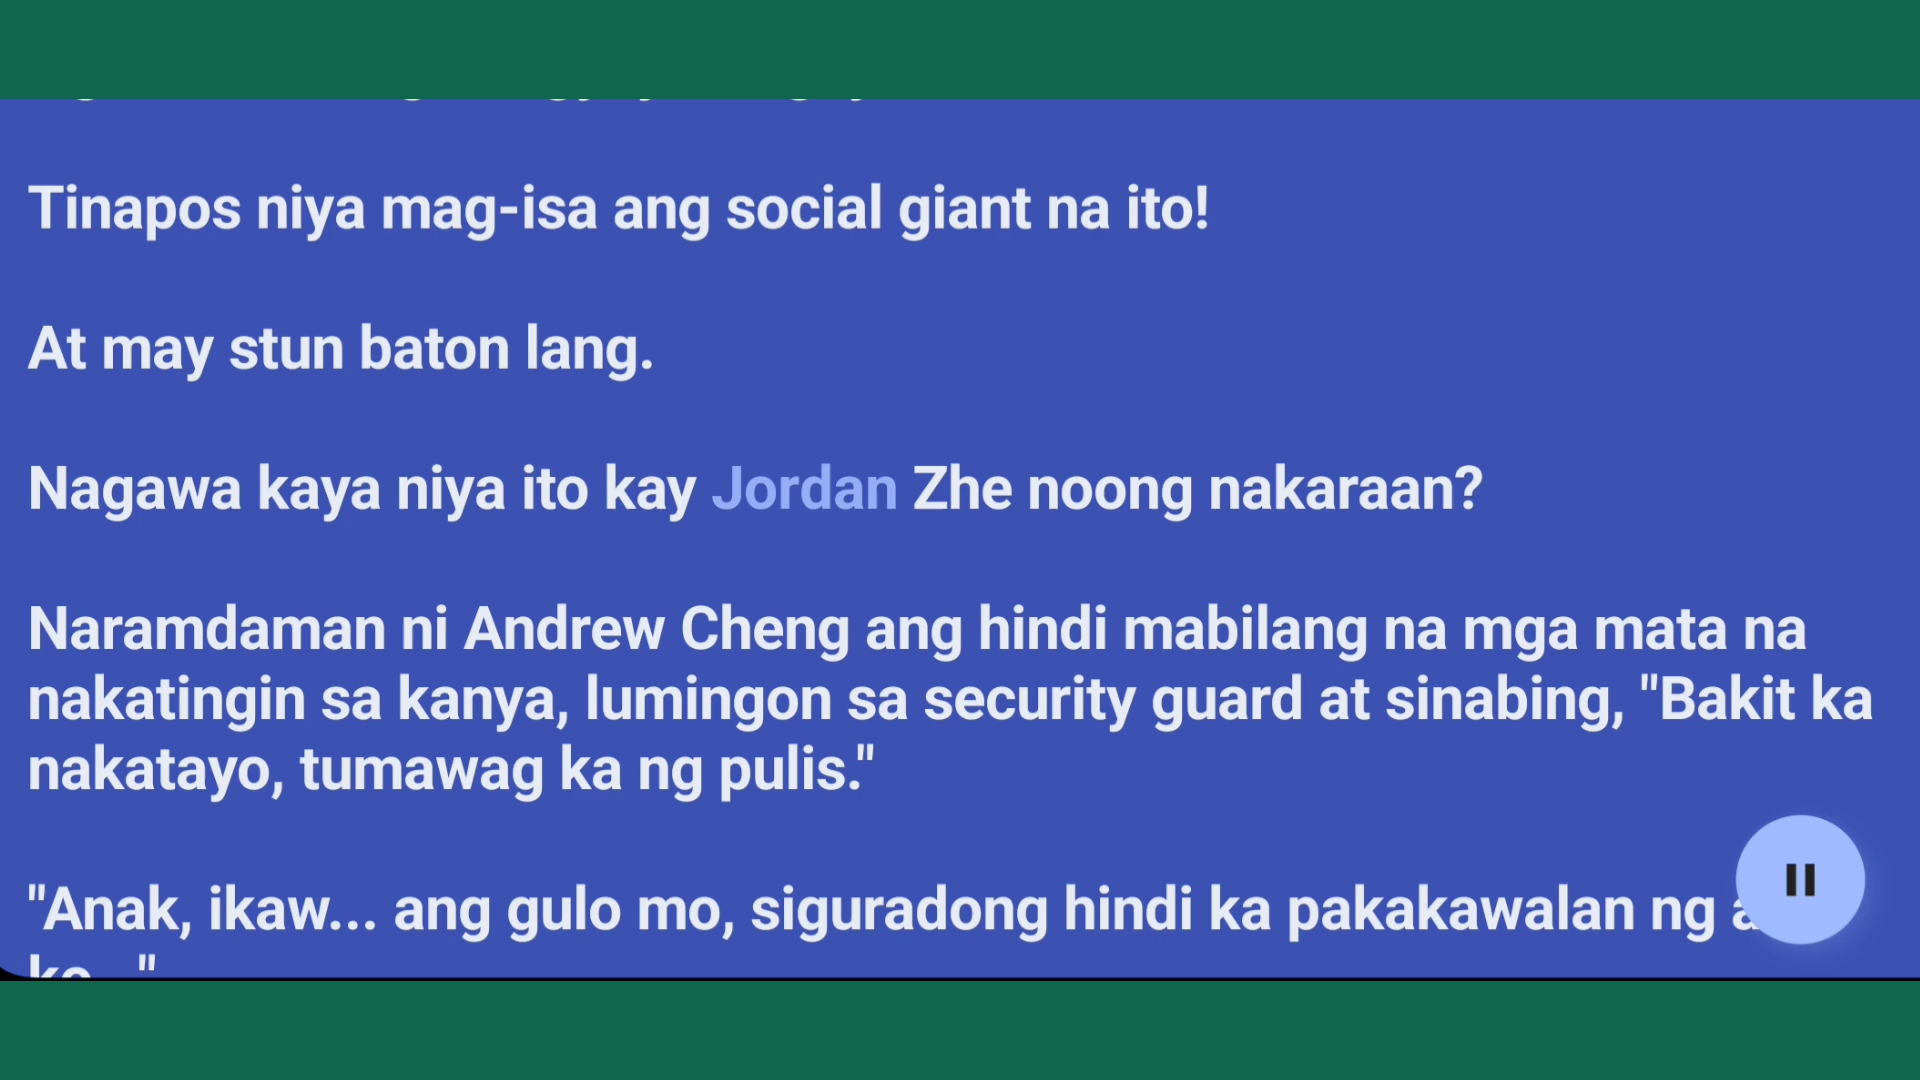 Tinapos niya mag-isa ang social giant na ito!
At may stun baton lang.
Nagawa kaya niya ito kay Jordan Zhe noong nakaraan?
Naramdaman ni Andrew Cheng ang hindi mabilang na mga mata na
nakatingin sa kanya, lumingon sa security guard at sinabing, "Bakit ka
nakatayo, tumawag ka ng pulis."
"Anak, ikaw... ang gulo mo, siguradong hindi ka pakakawalan ng